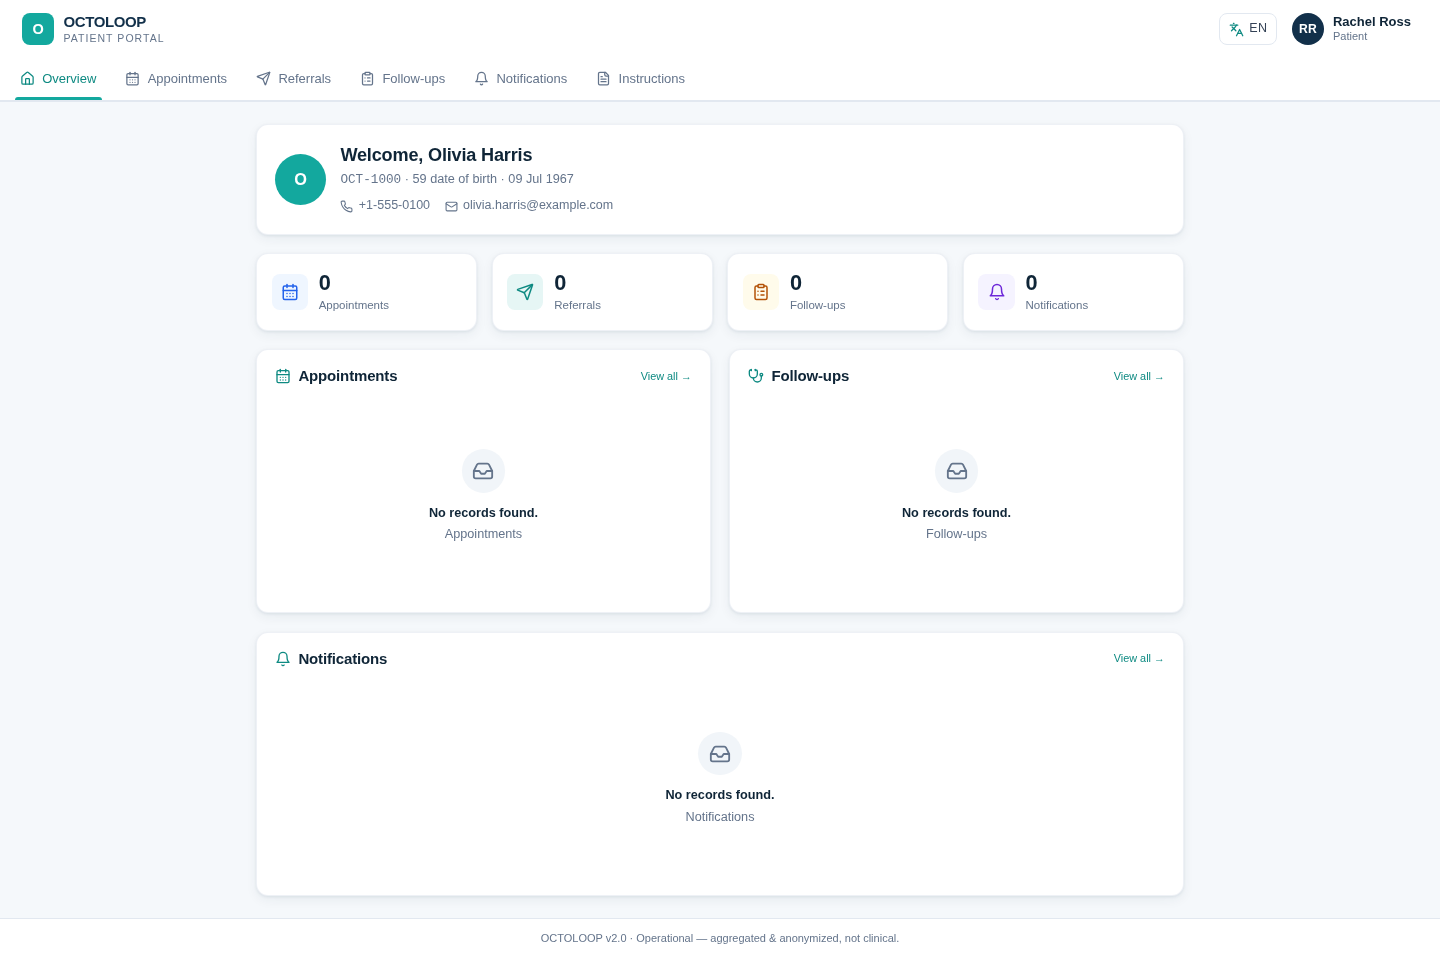 O
OCTOLOOP
PATIENT PORTAL
EN
RR
Rachel Ross
Patient
Overview
Appointments
Referrals
Follow-ups
Notifications
Instructions
O
Welcome, Olivia Harris
OCT-1000 · 59 date of birth · 09 Jul 1967
+1-555-0100
olivia.harris@example.com
0
Appointments
0
Referrals
0
Follow-ups
0
Notifications
Appointments
View all →
No records found.
Appointments
Follow-ups
View all →
No records found.
Follow-ups
Notifications
View all →
No records found.
Notifications
OCTOLOOP v2.0 · Operational — aggregated & anonymized, not clinical.